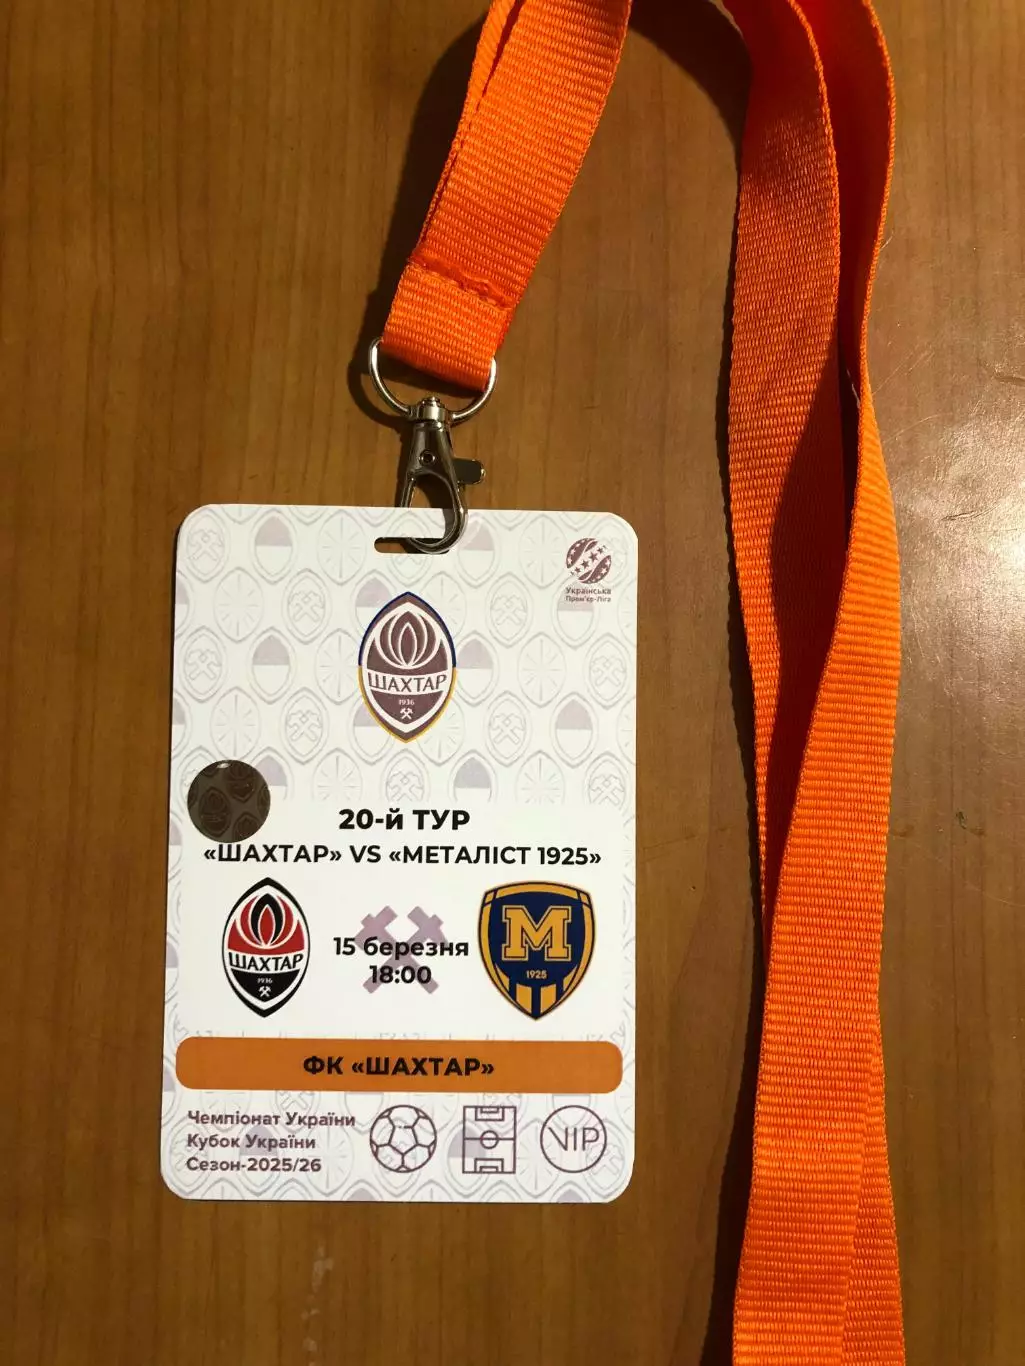 Українська
Прем'єр-Ліга
ШАХТАР
1936
20-й ТУР
«ШАХТАР» VS «МЕТАЛІСТ 1925»
ШАХТАР
1936
15 березня
18:00
M
1925
ФК «ШАХТАР»
Чемпіонат України
Кубок України
Сезон-2025/26
VIP